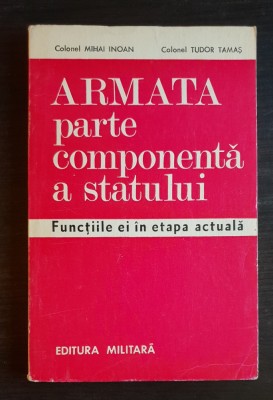 Colonel MIHAI INOAN Colonel TUDOR TAMAȘ
ARMATA
parte
componentă
a statului
Funcțiile ei în etapa actuală
EDITURA MILITARĂ